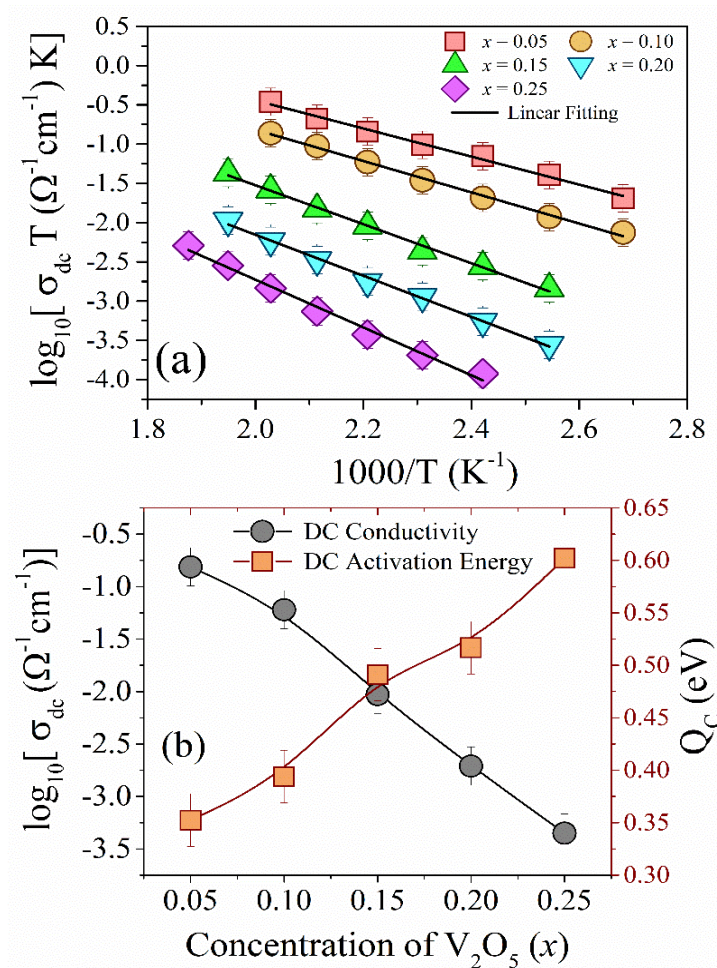 0.5
0.0
-0.5
-1.0
-1.5
-2.0
-2.5
-3.0
-3.5
-4.0
log10[ σdc T (Ω-1cm-1) K]
x – 0.05
x – 0.10
x = 0.15
x = 0.20
x = 0.25
Linear Fitting
(a)
1.8 2.0 2.2 2.4 2.6 2.8
1000/T (K-1)
-0.5
-1.0
-1.5
-2.0
-2.5
-3.0
-3.5
log10[ σdc (Ω-1cm-1)]
DC Conductivity
DC Activation Energy
(b)
0.65
0.60
0.55
0.50
0.45
0.40
0.35
0.30
QC (eV)
0.05 0.10 0.15 0.20 0.25
Concentration of V2O5 (x)